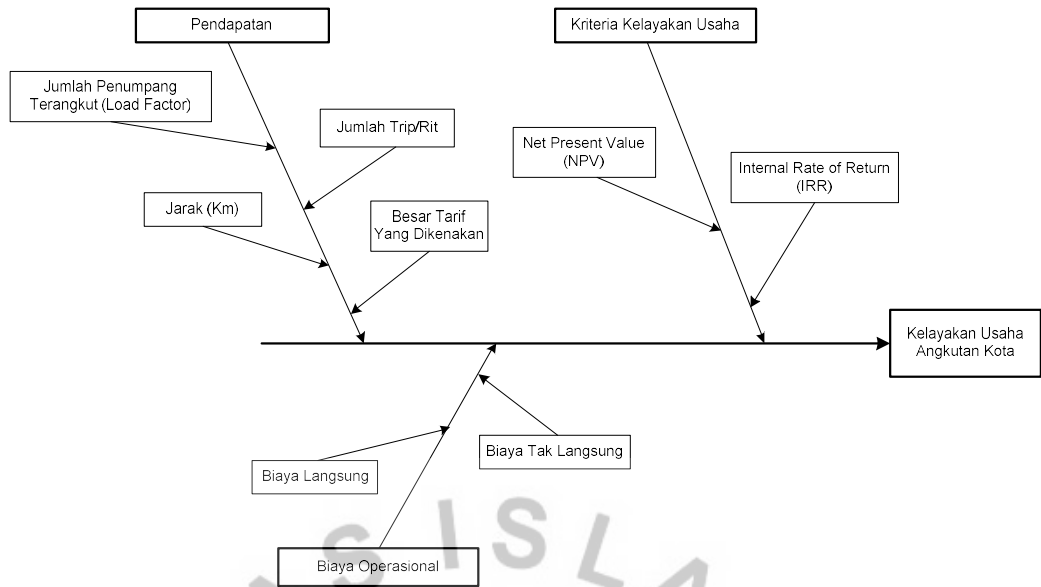 Pendapatan
Kriteria Kelayakan Usaha
Jumlah Penumpang
Terangkut (Load Factor)
Jumlah Trip/Rit
Net Present Value
(NPV)
Internal Rate of Return
(IRR)
Jarak (Km)
Besar Tarif
Yang Dikenakan
Kelayakan Usaha
Angkutan Kota
Biaya Langsung
Biaya Tak Langsung
Biaya Operasional
S ISLA